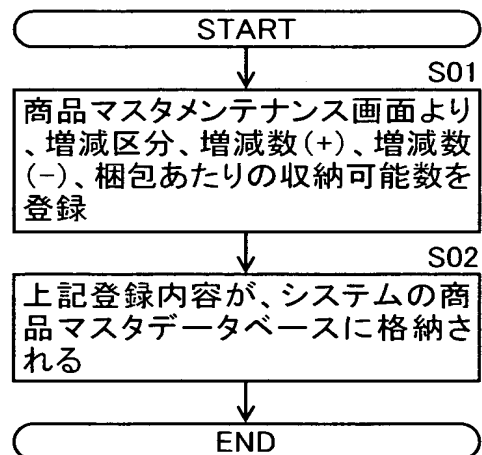 START
S01
商品マスタメンテナンス画面より
、増減区分、増減数(+)、増減数
(-)、梱包あたりの収納可能数を
登録
S02
上記登録内容が、システムの商
品マスタデータベースに格納さ
れる
END